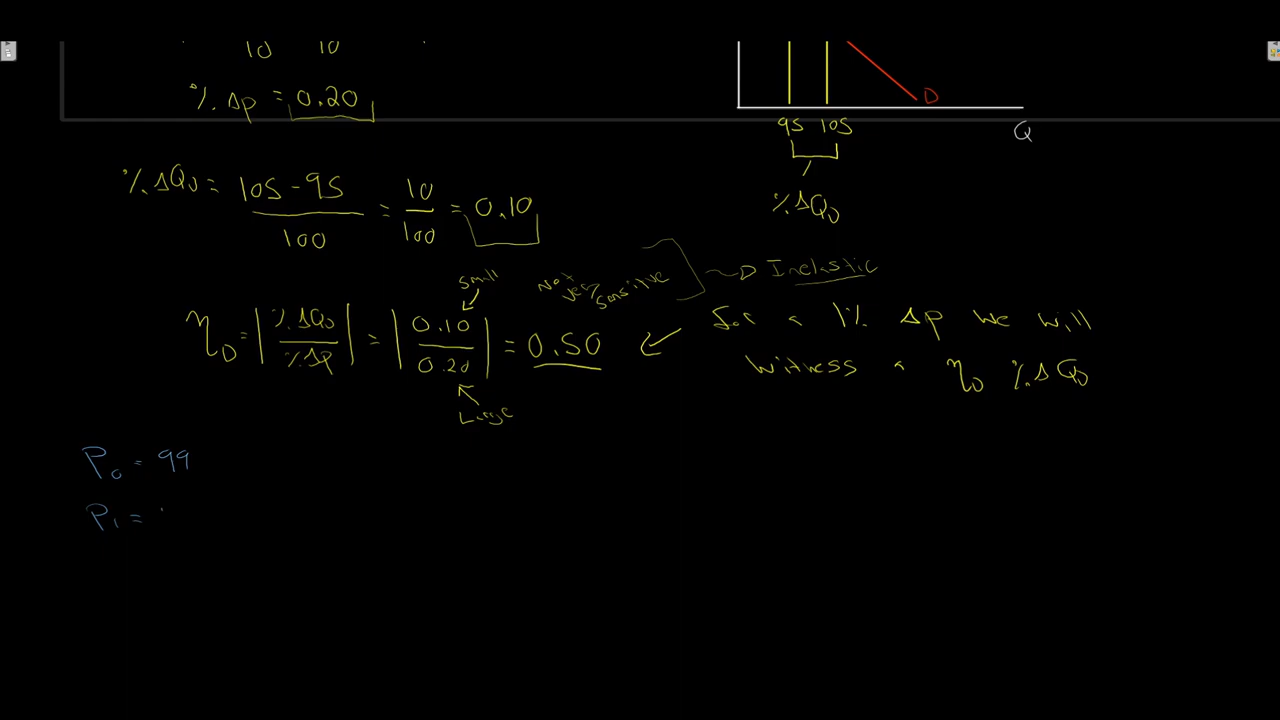 10 10
%Δp = 0.20
D
95 105
Q
%ΔQD
%ΔQD = 105 - 95 / 100 = 10 / 100 = 0.10
Small
Not very sensitive
Inelastic
ηD = |%ΔQD / %Δp| = |0.10 / 0.20| = 0.50
Large
for a 1% Δp we will
witness a ηD %ΔQD
P0 = 99
P1 =